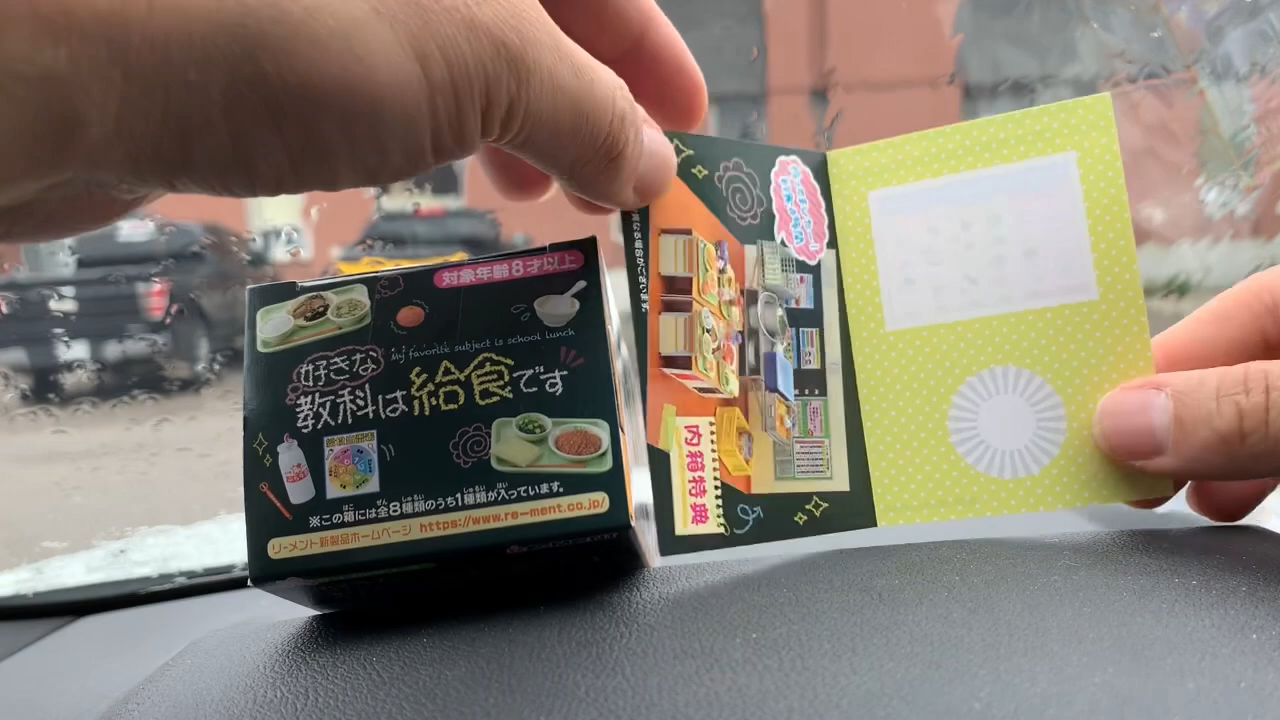 対象年齢8才以上
My favorite subject is school lunch
好きな
教科は給食です
※この箱には全8種類のうち1種類が入っています。
リーメント新製品ホームページ https://www.re-ment.co.jp/
内箱特典